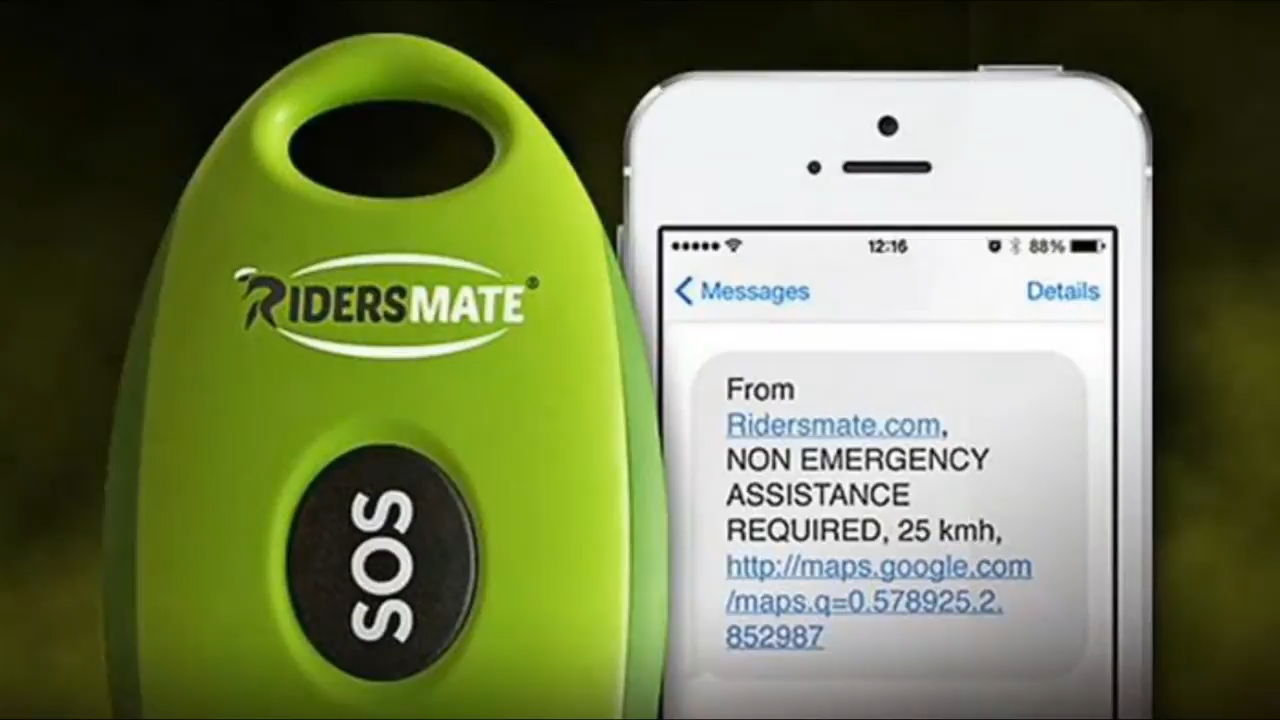 RIDERSMATE®
SOS
12:16
88%
Messages
Details
From
Ridersmate.com,
NON EMERGENCY
ASSISTANCE
REQUIRED, 25 kmh,
http://maps.google.com
/maps.q=0.578925.2.
852987